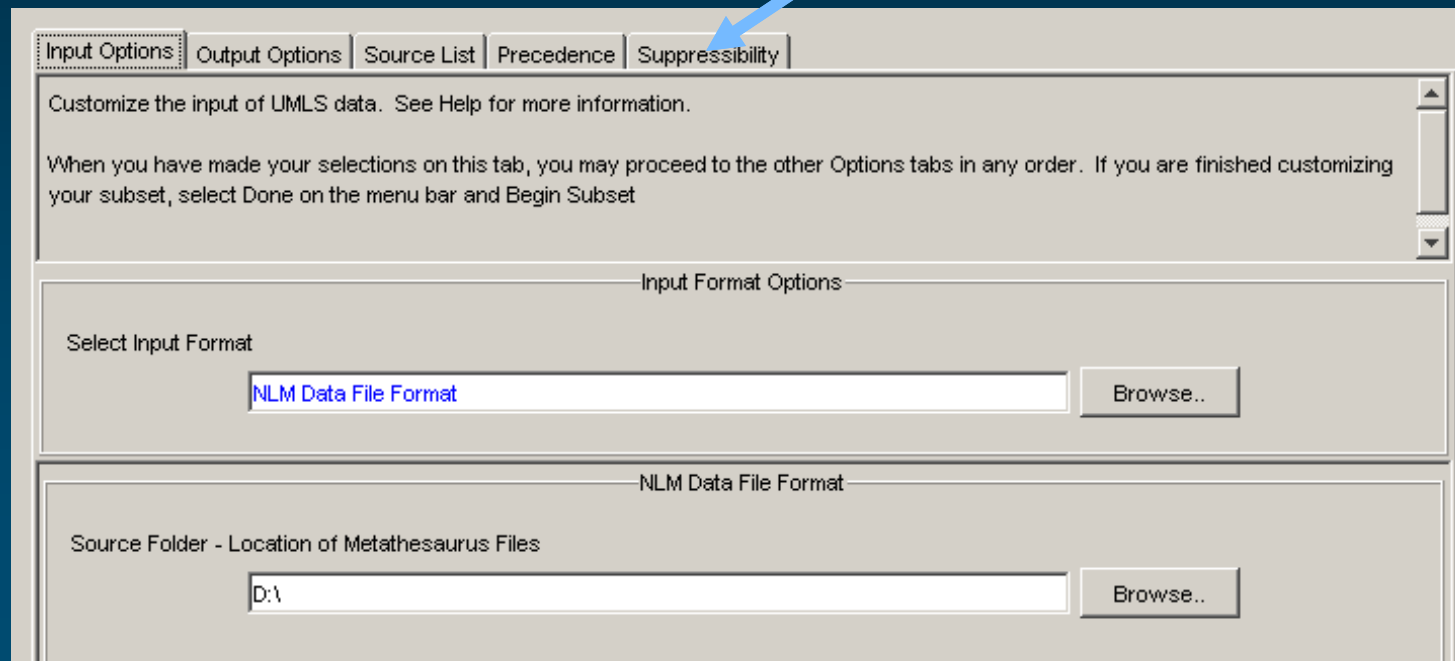 Input Options Output Options Source List Precedence Suppressibility
Customize the input of UMLS data. See Help for more information.
When you have made your selections on this tab, you may proceed to the other Options tabs in any order. If you are finished customizing
your subset, select Done on the menu bar and Begin Subset
Input Format Options
Select Input Format
NLM Data File Format Browse..
NLM Data File Format
Source Folder - Location of Metathesaurus Files
D:\ Browse..